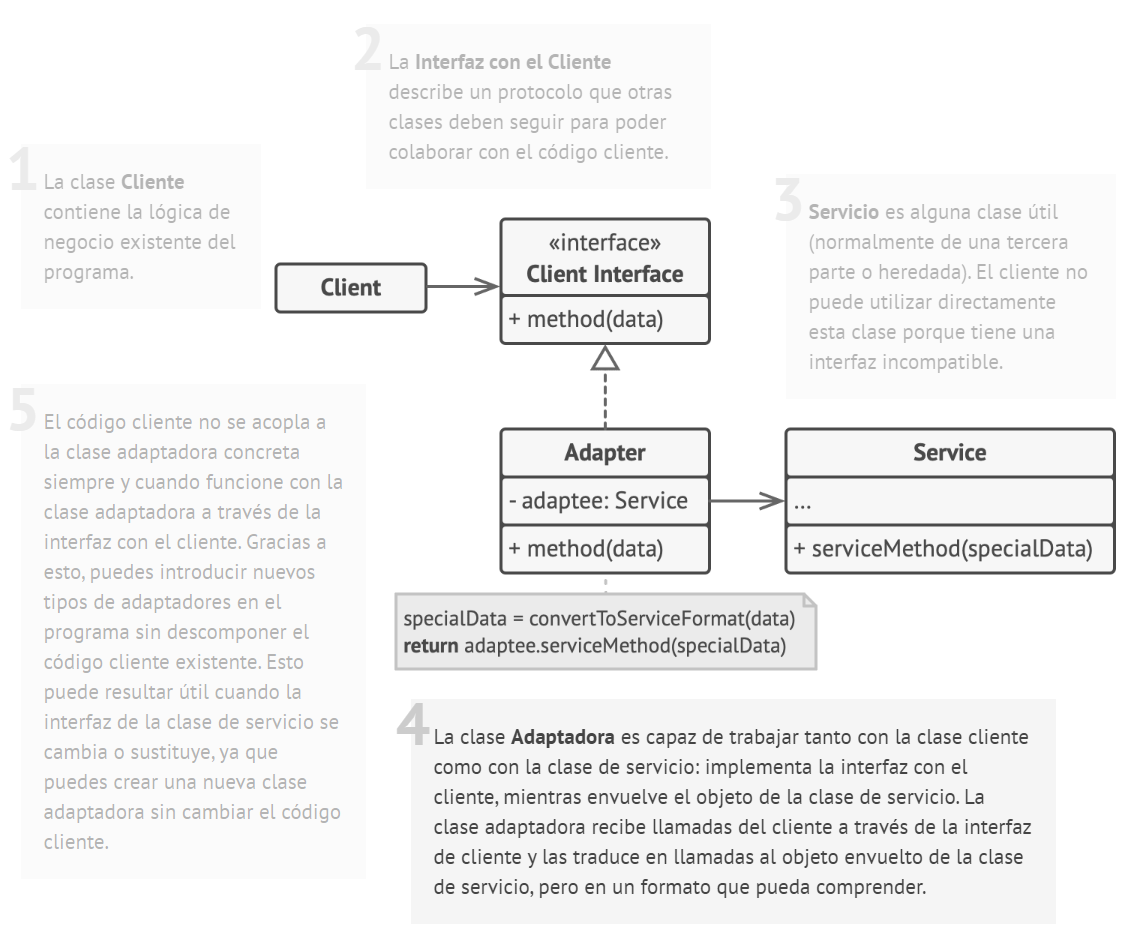 1
La clase Cliente
contiene la lógica de
negocio existente del
programa.
2
La Interfaz con el Cliente
describe un protocolo que otras
clases deben seguir para poder
colaborar con el código cliente.
3
Servicio es alguna clase útil
(normalmente de una tercera
parte o heredada). El cliente no
puede utilizar directamente
esta clase porque tiene una
interfaz incompatible.
Client
«interface»
Client Interface
+ method(data)
Adapter
- adaptee: Service
+ method(data)
Service
...
+ serviceMethod(specialData)
specialData = convertToServiceFormat(data)
return adaptee.serviceMethod(specialData)
4
La clase Adaptadora es capaz de trabajar tanto con la clase cliente
como con la clase de servicio: implementa la interfaz con el
cliente, mientras envuelve el objeto de la clase de servicio. La
clase adaptadora recibe llamadas del cliente a través de la interfaz
de cliente y las traduce en llamadas al objeto envuelto de la clase
de servicio, pero en un formato que pueda comprender.
5
El código cliente no se acopla a
la clase adaptadora concreta
siempre y cuando funcione con la
clase adaptadora a través de la
interfaz con el cliente. Gracias a
esto, puedes introducir nuevos
tipos de adaptadores en el
programa sin descomponer el
código cliente existente. Esto
puede resultar útil cuando la
interfaz de la clase de servicio se
cambia o sustituye, ya que
puedes crear una nueva clase
adaptadora sin cambiar el código
cliente.